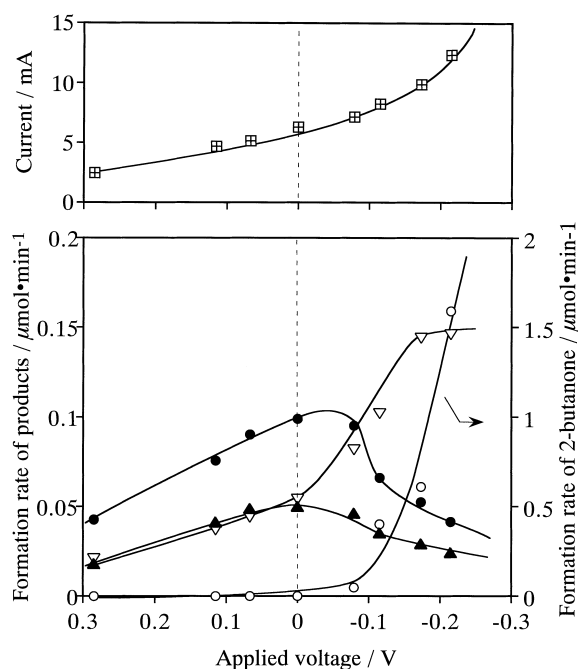 15
10
5
0
Current / mA
0.2
0.15
0.1
0.05
0
Formation rate of products / μmol•min-1
2
1.5
1
0.5
0
Formation rate of 2-butanone / μmol•min-1
0.3 0.2 0.1 0 -0.1 -0.2 -0.3
Applied voltage / V